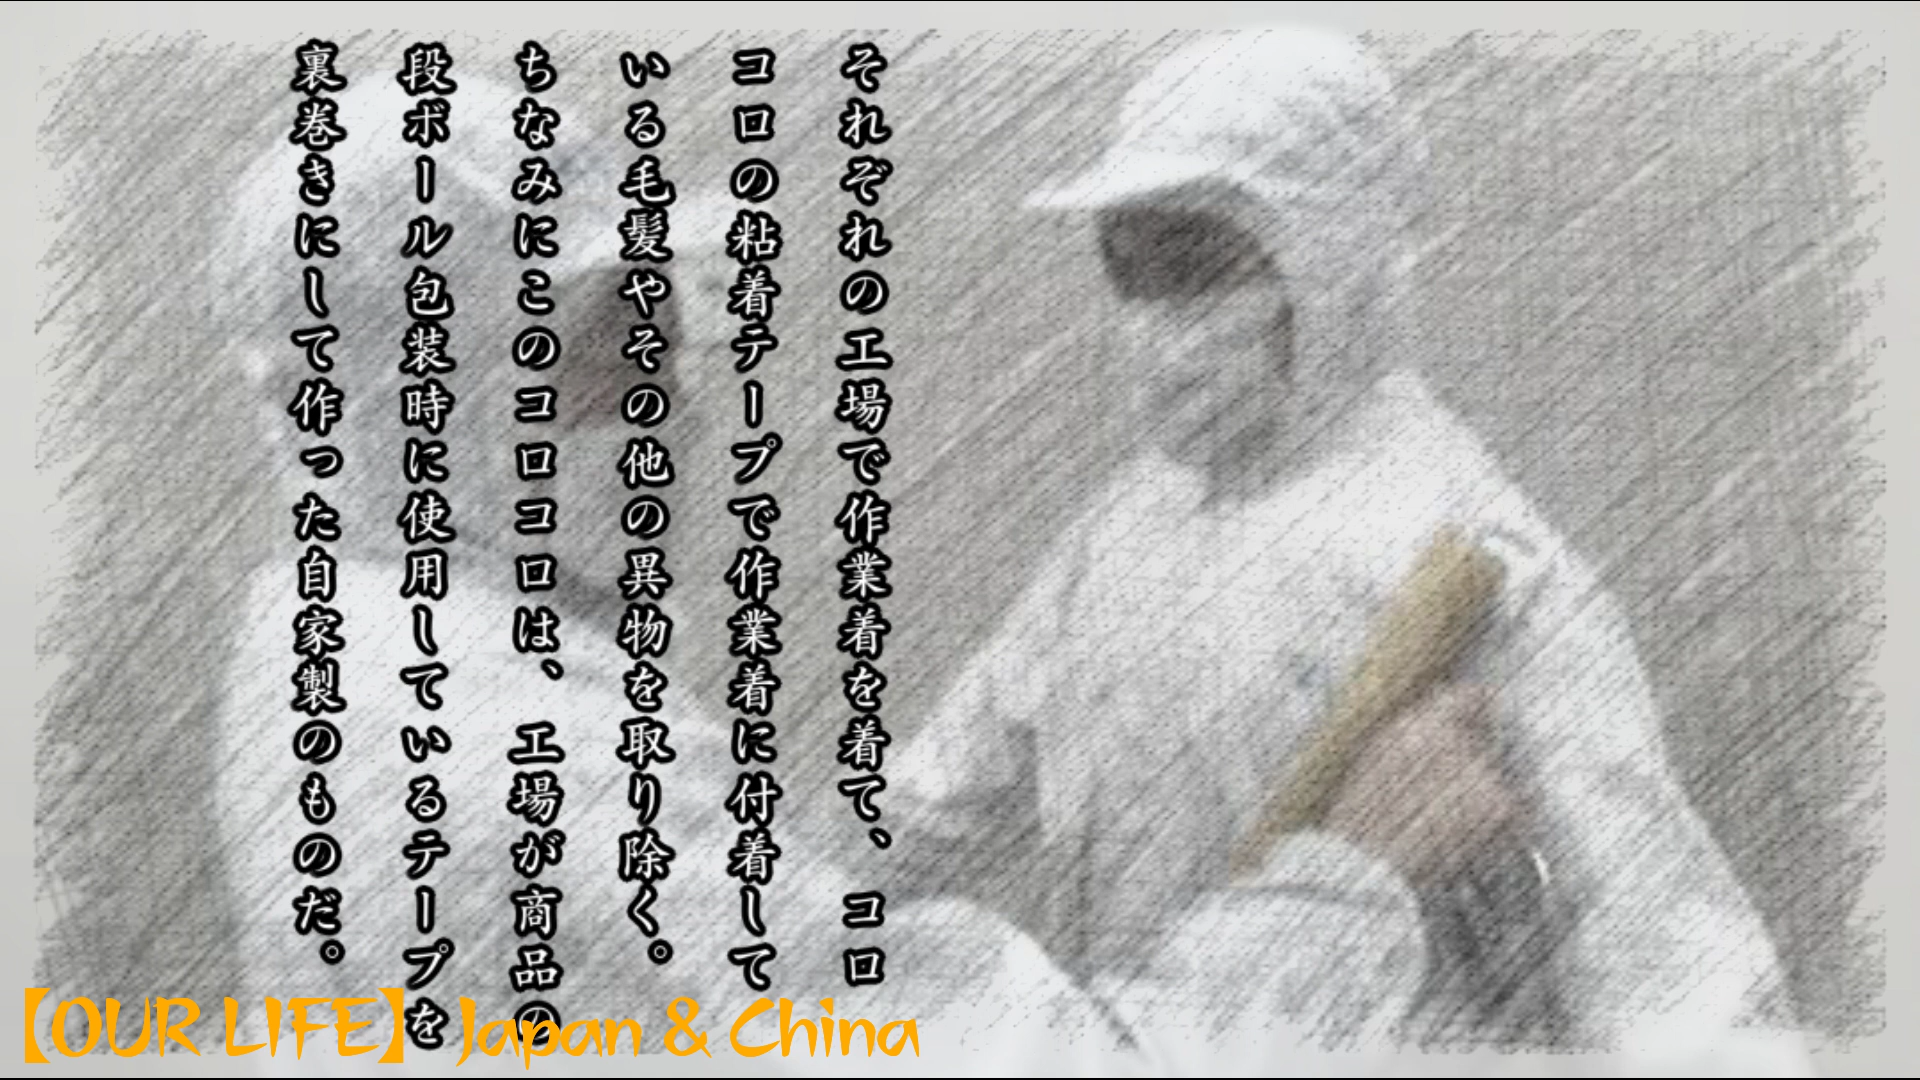 それぞれの工場で作業着を着て、コロ
コロの粘着テープで作業着に付着して
いる毛髪やその他の異物を取り除く。
ちなみにこのコロコロは、工場が商品の
段ボール包装時に使用しているテープを
裏巻きにして作った自家製のものだ。
【OUR LIFE】 Japan & China